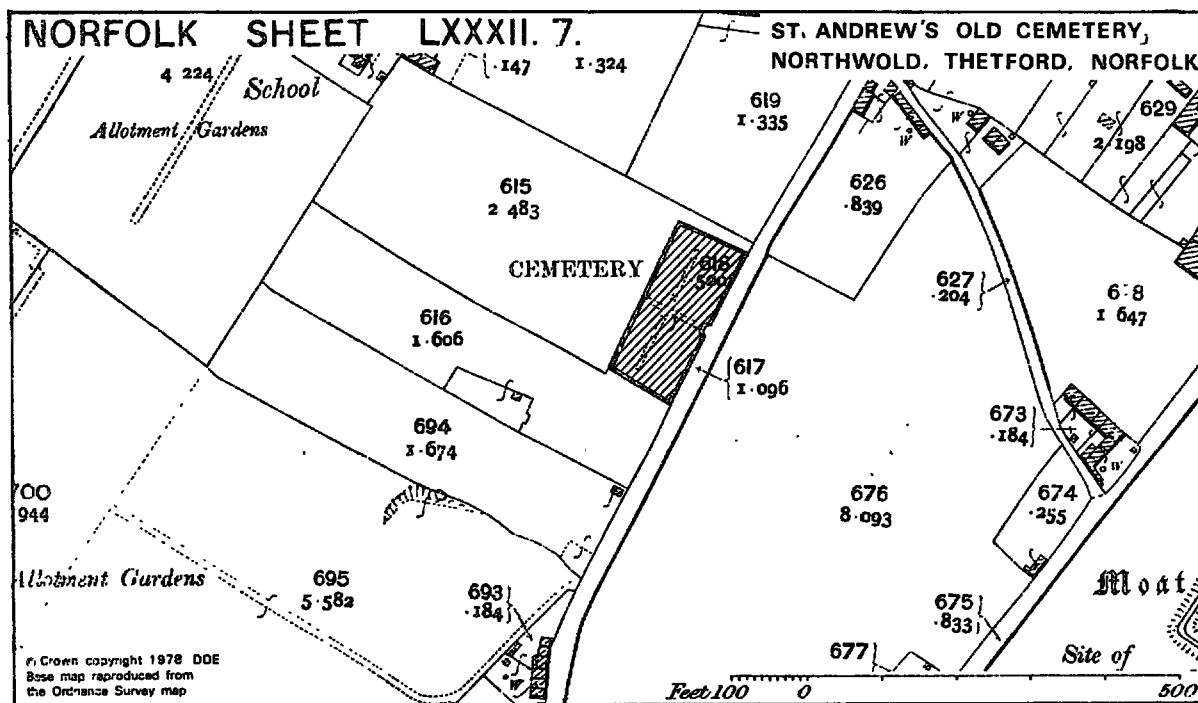 NORFOLK SHEET LXXXII. 7.
ST. ANDREW'S OLD CEMETERY,
NORTHWOLD. THETFORD. NORFOLK
4 224
School
Allotment Gardens
.147
1.324
619
1.335
629
2.198
615
2 483
626
.839
CEMETERY
618
627
.204
1 647
616
1.606
617
1.096
673
.184
694
1.674
676
8.093
674
.255
700
944
Allotment Gardens
695
5.582
693
.184
Moat
675
.833
677
Site of
W
W
W
W
Crown copyright 1978 DOE
Base map reproduced from
the Ordnance Survey map
Feet 100 0 500